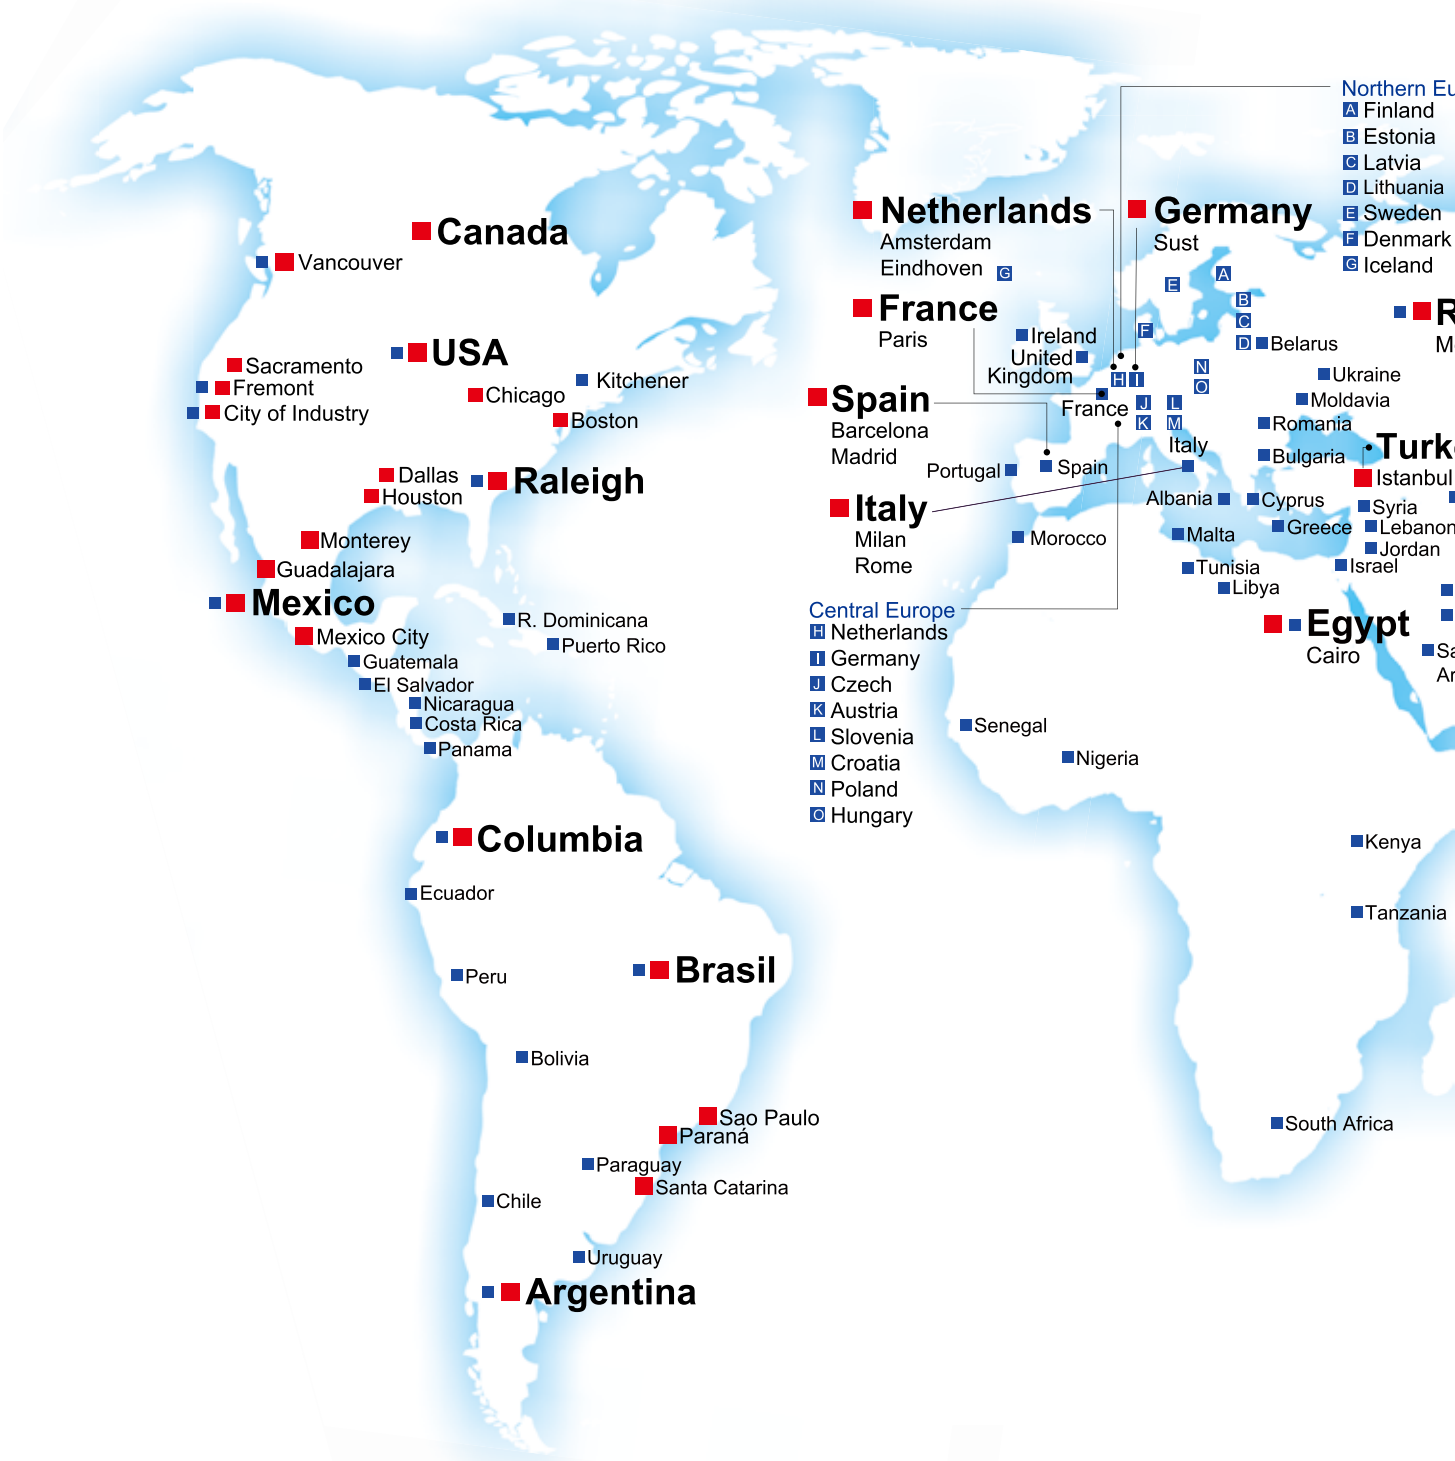 Canada
Vancouver
USA
Sacramento
Fremont
City of Industry
Chicago
Kitchener
Boston
Dallas
Houston
Raleigh
Monterey
Guadalajara
Mexico
Mexico City
R. Dominicana
Puerto Rico
Guatemala
El Salvador
Nicaragua
Costa Rica
Panama
Columbia
Ecuador
Peru
Brasil
Bolivia
Sao Paulo
Paraná
Paraguay
Santa Catarina
Chile
Uruguay
Argentina
Netherlands
Amsterdam
Eindhoven
G
France
Paris
Spain
Barcelona
Madrid
Italy
Milan
Rome
Germany
Sust
Northern Eu
A Finland
B Estonia
C Latvia
D Lithuania
E Sweden
F Denmark
G Iceland
E
A
B
C
D
F
Ireland
United
Kingdom
France
H I
J L
K M
N
O
Belarus
Ukraine
Moldavia
Romania
Bulgaria
R
M
Turk
Istanbul
Italy
Portugal
Spain
Albania
Cyprus
Syria
Greece
Lebanon
Malta
Jordan
Morocco
Tunisia
Israel
Libya
Central Europe
H Netherlands
I Germany
J Czech
K Austria
L Slovenia
M Croatia
N Poland
O Hungary
Egypt
Cairo
Sa
Ar
Senegal
Nigeria
Kenya
Tanzania
South Africa